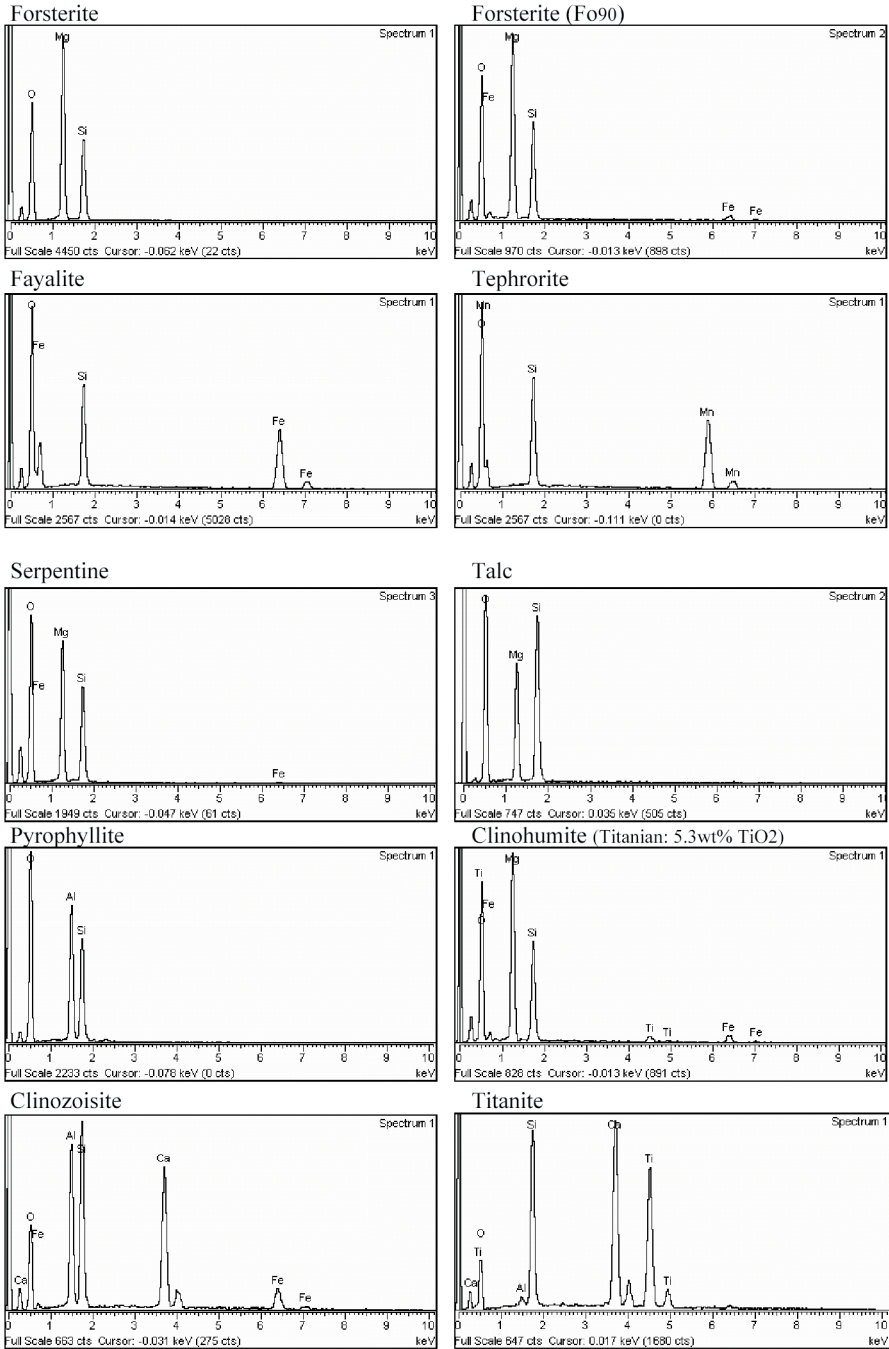 Forsterite
Spectrum 1
Mg
O
Si
0 1 2 3 4 5 6 7 8 9 10
Full Scale 4450 cts Cursor: -0.062 keV (22 cts) keV
Forsterite (Fo90)
Spectrum 2
Mg
O
Fe
Si
Fe Fe
0 1 2 3 4 5 6 7 8 9 10
Full Scale 970 cts Cursor: -0.013 keV (898 cts) keV
Fayalite
Spectrum 1
O
Fe
Si
Fe
Fe
0 1 2 3 4 5 6 7 8 9 10
Full Scale 2567 cts Cursor: -0.014 keV (5028 cts) keV
Tephrorite
Spectrum 1
Mn
O
Si
Mn
Mn
0 1 2 3 4 5 6 7 8 9 10
Full Scale 2567 cts Cursor: -0.111 keV (0 cts) keV
Serpentine
Spectrum 3
O
Mg
Fe
Si
Fe
0 1 2 3 4 5 6 7 8 9 10
Full Scale 1949 cts Cursor: -0.047 keV (61 cts) keV
Talc
Spectrum 2
O
Si
Mg
0 1 2 3 4 5 6 7 8 9 10
Full Scale 747 cts Cursor: 0.035 keV (505 cts) keV
Pyrophyllite
Spectrum 1
O
Al
Si
0 1 2 3 4 5 6 7 8 9 10
Full Scale 2233 cts Cursor: -0.078 keV (0 cts) keV
Clinohumite (Titanian: 5.3wt% TiO2)
Spectrum 1
Mg
Ti
Fe
O
Si
Ti Ti Fe Fe
0 1 2 3 4 5 6 7 8 9 10
Full Scale 828 cts Cursor: -0.013 keV (891 cts) keV
Clinozoisite
Spectrum 1
Al
Si
Ca
O
Fe
Ca
Fe
Fe
0 1 2 3 4 5 6 7 8 9 10
Full Scale 663 cts Cursor: -0.031 keV (275 cts) keV
Titanite
Spectrum 1
Si
Ca
Ti
O
Ti
Ca
Al
Ti
0 1 2 3 4 5 6 7 8 9 10
Full Scale 647 cts Cursor: 0.017 keV (1680 cts) keV